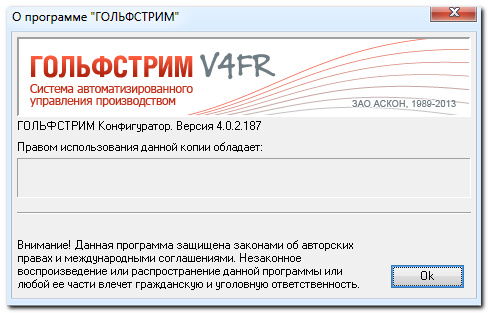 О программе "ГОЛЬФСТРИМ"
ГОЛЬФСТРИМ V4FR
Система автоматизированного
управления производством
ЗАО АСКОН, 1989-2013
ГОЛЬФСТРИМ Конфигуратор. Версия 4.0.2.187
Правом использования данной копии обладает:
Внимание! Данная программа защищена законами об авторских
правах и международными соглашениями. Незаконное
воспроизведение или распространение данной программы или
любой ее части влечет гражданскую и уголовную ответственность.
Ok